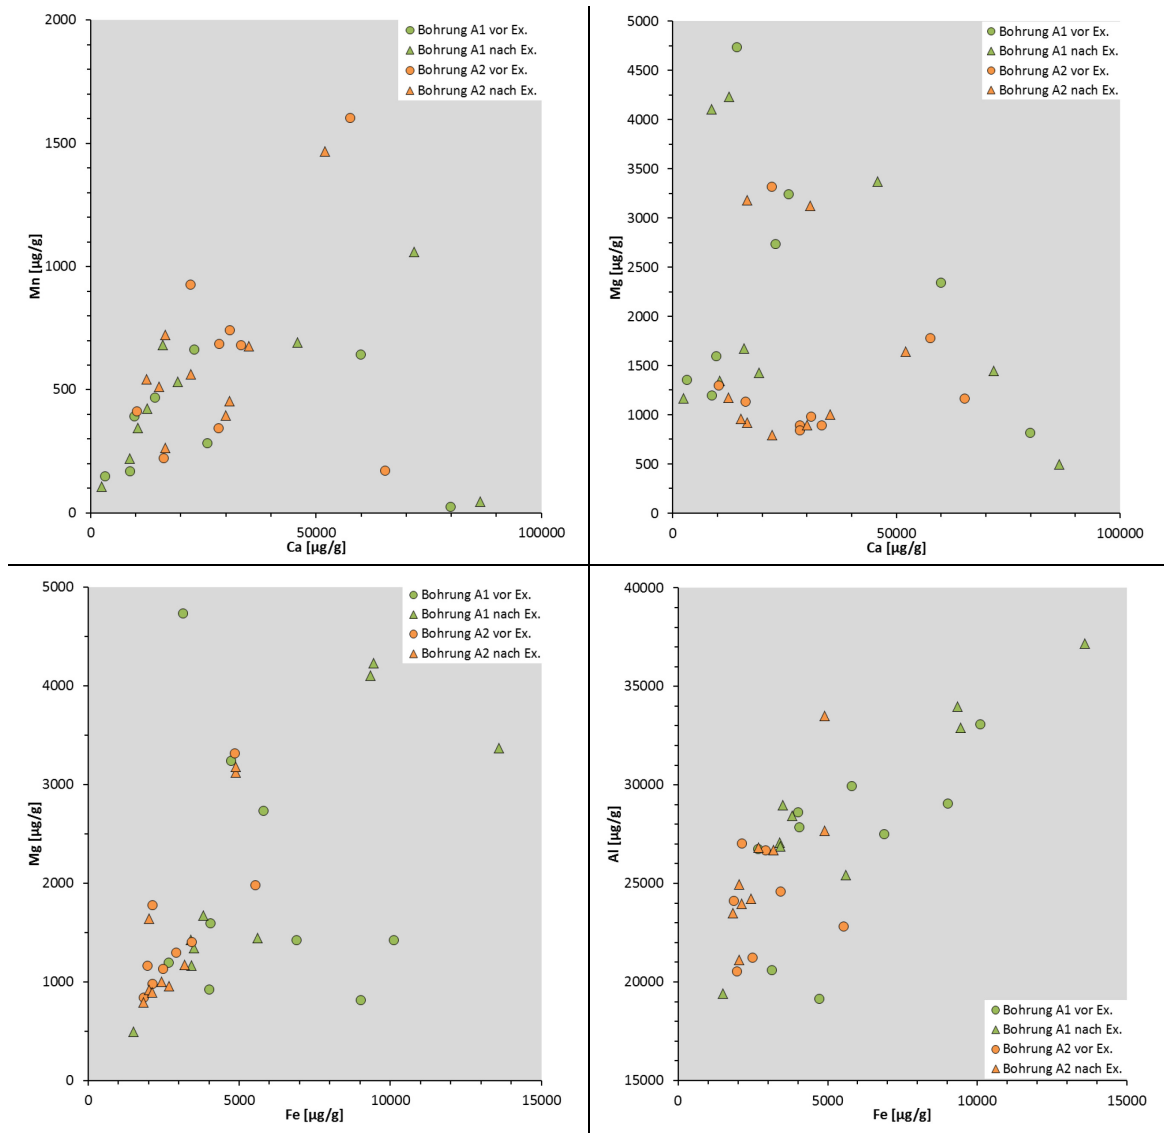 2000
1500
1000
500
0
Mn [µg/g]
0
50000
100000
Ca [µg/g]
Bohrung A1 vor Ex.
Bohrung A1 nach Ex.
Bohrung A2 vor Ex.
Bohrung A2 nach Ex.
5000
4500
4000
3500
3000
2500
2000
1500
1000
500
0
Mg [µg/g]
0
50000
100000
Ca [µg/g]
Bohrung A1 vor Ex.
Bohrung A1 nach Ex.
Bohrung A2 vor Ex.
Bohrung A2 nach Ex.
5000
4000
3000
2000
1000
0
Mg [µg/g]
0
5000
10000
15000
Fe [µg/g]
Bohrung A1 vor Ex.
Bohrung A1 nach Ex.
Bohrung A2 vor Ex.
Bohrung A2 nach Ex.
40000
35000
30000
25000
20000
15000
Al [µg/g]
0
5000
10000
15000
Fe [µg/g]
Bohrung A1 vor Ex.
Bohrung A1 nach Ex.
Bohrung A2 vor Ex.
Bohrung A2 nach Ex.